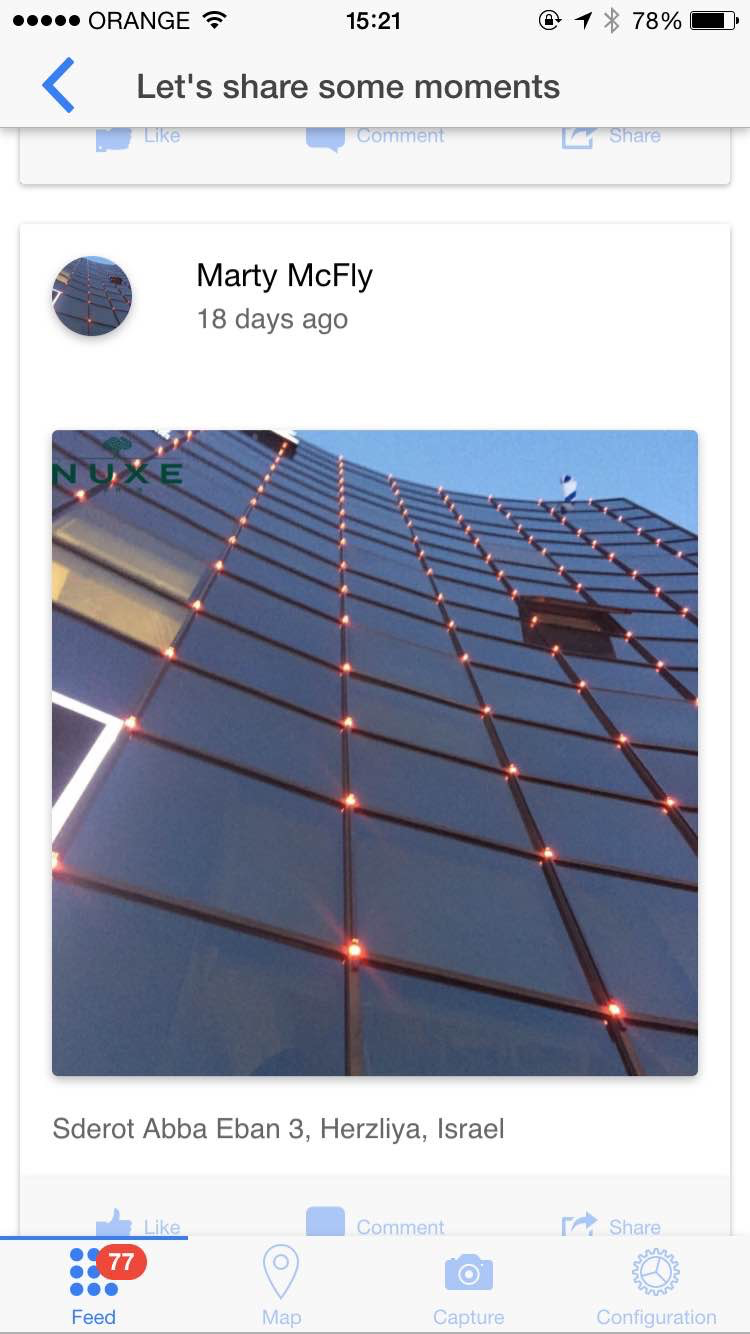 ORANGE 15:21 78%
Let's share some moments
Like Comment Share
Marty McFly
18 days ago
NUXE
Sderot Abba Eban 3, Herzliya, Israel
Like Comment Share
77
Feed Map Capture Configuration